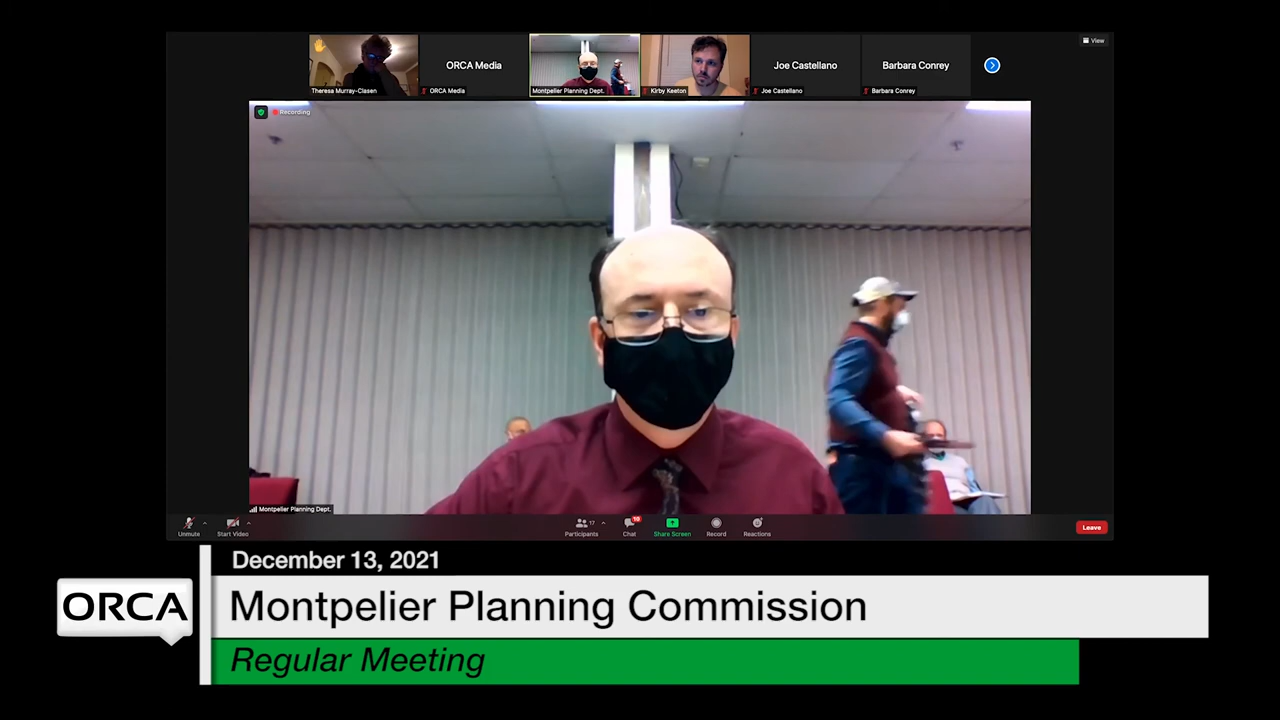 View
ORCA Media
Joe Castellano
Barbara Conrey
Theresa Murray-Clasen
ORCA Media
Montpelier Planning Dept.
Kirby Keeton
Joe Castellano
Barbara Conrey
Recording
Montpelier Planning Dept.
Unmute
Start Video
17
Participants
10
Chat
Share Screen
Record
Reactions
Leave
December 13, 2021
ORCA
Montpelier Planning Commission
Regular Meeting